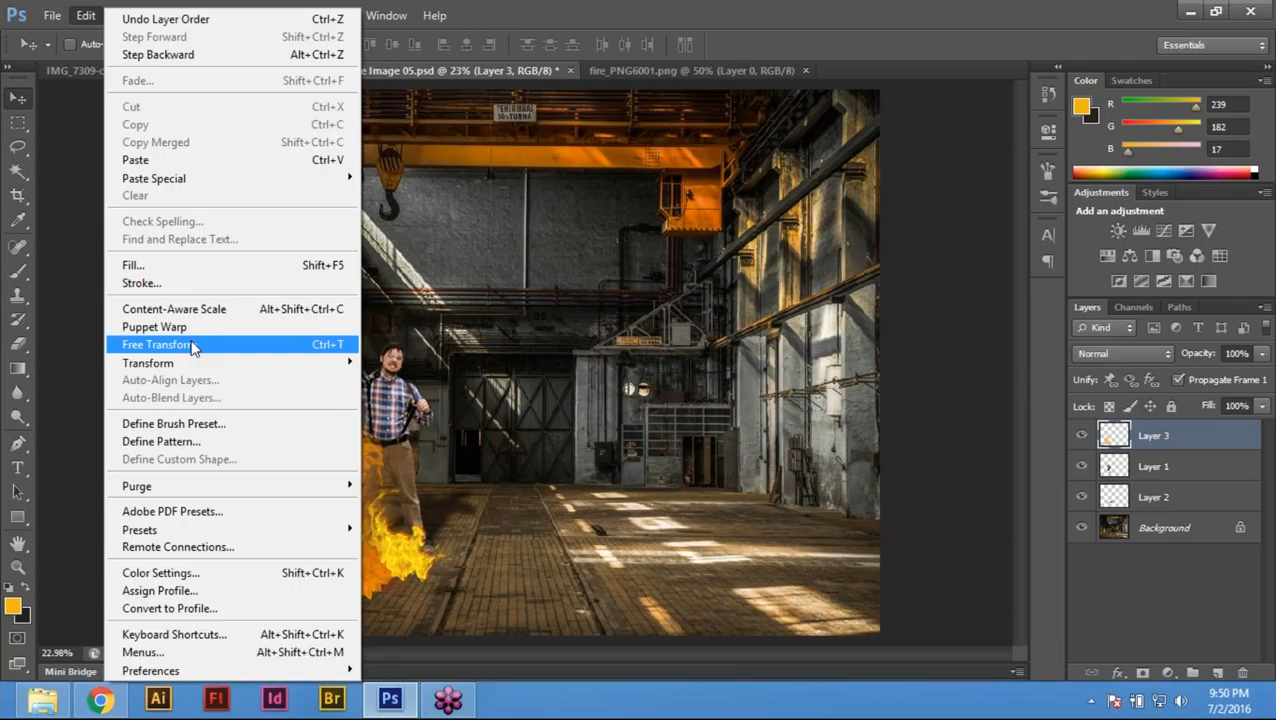 Ps File Edit Window Help
Auto-
Essentials
IMG_7309-c
e Image 05.psd @ 23% (Layer 3, RGB/8) * ×
fire_PNG6001.png @ 50% (Layer 0, RGB/8) ×
Undo Layer Order Ctrl+Z
Step Forward Shift+Ctrl+Z
Step Backward Alt+Ctrl+Z
Fade... Shift+Ctrl+F
Cut Ctrl+X
Copy Ctrl+C
Copy Merged Shift+Ctrl+C
Paste Ctrl+V
Paste Special
Clear
Check Spelling...
Find and Replace Text...
Fill... Shift+F5
Stroke...
Content-Aware Scale Alt+Shift+Ctrl+C
Puppet Warp
Free Transform Ctrl+T
Transform
Auto-Align Layers...
Auto-Blend Layers...
Define Brush Preset...
Define Pattern...
Define Custom Shape...
Purge
Adobe PDF Presets...
Presets
Remote Connections...
Color Settings... Shift+Ctrl+K
Assign Profile...
Convert to Profile...
Keyboard Shortcuts... Alt+Shift+Ctrl+K
Menus... Alt+Shift+Ctrl+M
Preferences
Color Swatches
R 239
G 182
B 17
Adjustments Styles
Add an adjustment
Layers Channels Paths
Kind
Normal Opacity: 100%
Unify: Propagate Frame 1
Lock: Fill: 100%
Layer 3
Layer 1
Layer 2
Background
22.98%
Mini Bridge
Ai Fl Id Br Ps
9:50 PM
7/2/2016